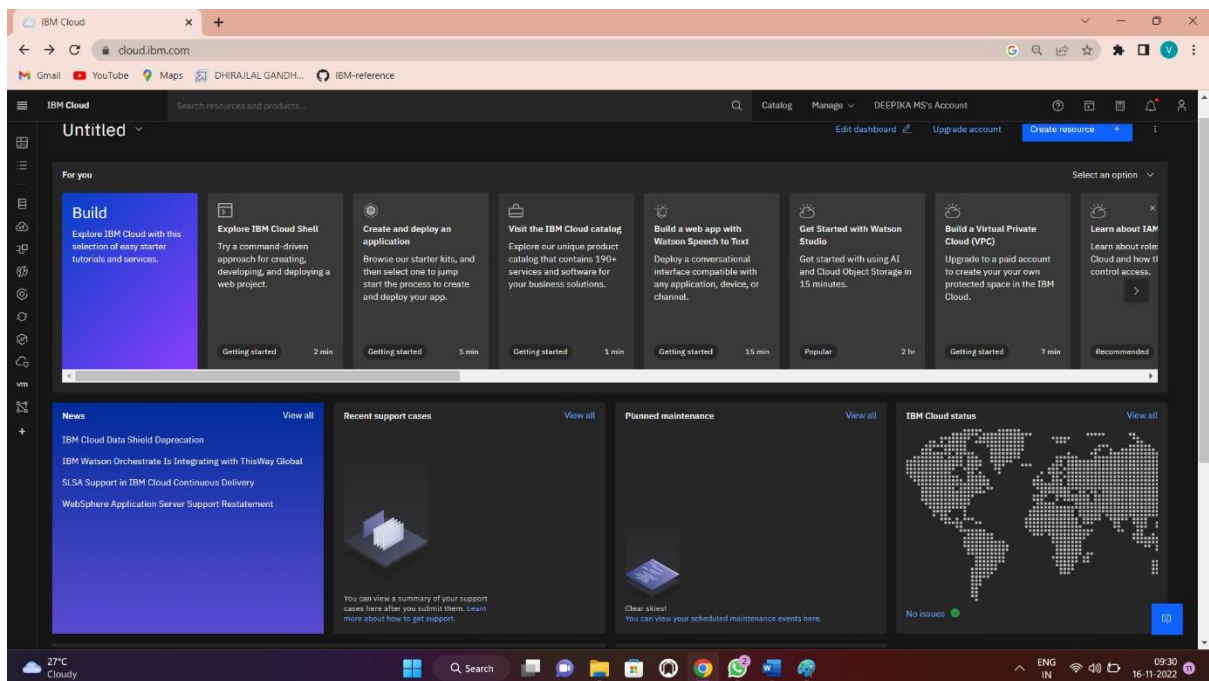 IBM Cloud
cloud.ibm.com
G
V
Gmail
YouTube
Maps
DHIRAJLAL GANDH...
IBM-reference
IBM Cloud
Search resources and products...
Catalog
Manage
DEEPIKA MS's Account
Untitled
Edit dashboard
Upgrade account
Create resource +
For you
Select an option
Build
Explore IBM Cloud with this
selection of easy starter
tutorials and services.
Explore IBM Cloud Shell
Try a command-driven
approach for creating,
developing, and deploying a
web project.
Getting started 2 min
Create and deploy an
application
Browse our starter kits, and
then select one to jump
start the process to create
and deploy your app.
Getting started 5 min
Visit the IBM Cloud catalog
Explore our unique product
catalog that contains 190+
services and software for
your business solutions.
Getting started 1 min
Build a web app with
Watson Speech to Text
Deploy a conversational
interface compatible with
any application, device, or
channel.
Getting started 15 min
Get Started with Watson
Studio
Get started with using AI
and Cloud Object Storage in
15 minutes.
Popular 2 hr
Build a Virtual Private
Cloud (VPC)
Upgrade to a paid account
to create your your own
protected space in the IBM
Cloud.
Getting started 7 min
Learn about IAM
Learn about role
Cloud and how t
control access.
Recommended
vm
News View all
IBM Cloud Data Shield Deprecation
IBM Watson Orchestrate Is Integrating with ThisWay Global
SLSA Support in IBM Cloud Continuous Delivery
WebSphere Application Server Support Restatement
Recent support cases View all
You can view a summary of your support
cases here after you submit them. Learn
more about how to get support.
Planned maintenance View all
Clear skies!
You can view your scheduled maintenance events here.
IBM Cloud status View all
No issues
27°C
Cloudy
Search
2
ENG
IN
09:30
16-11-2022
11